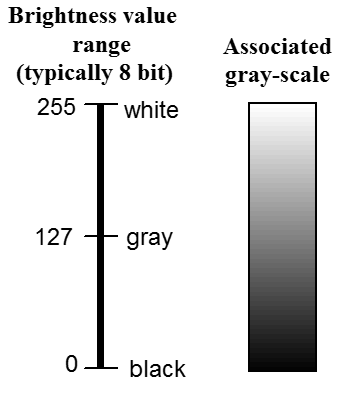 Brightness value
range
(typically 8 bit)
Associated
gray-scale
255 white
127 gray
0 black